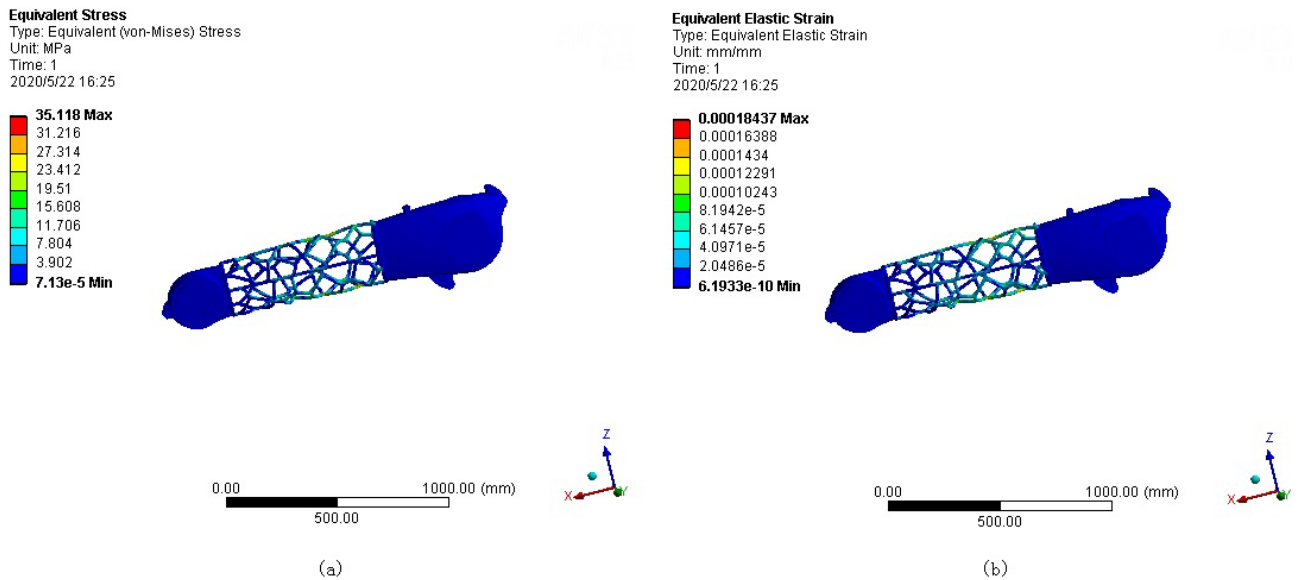 Equivalent Stress
Type: Equivalent (von-Mises) Stress
Unit: MPa
Time: 1
2020/5/22 16:25
35.118 Max
31.216
27.314
23.412
19.51
15.608
11.706
7.804
3.902
7.13e-5 Min
Z
X
Y
0.00
1000.00 (mm)
500.00
(a)
Equivalent Elastic Strain
Type: Equivalent Elastic Strain
Unit: mm/mm
Time: 1
2020/5/22 16:25
0.00018437 Max
0.00016388
0.0001434
0.00012291
0.00010243
8.1942e-5
6.1457e-5
4.0971e-5
2.0486e-5
6.1933e-10 Min
Z
X
Y
0.00
1000.00 (mm)
500.00
(b)